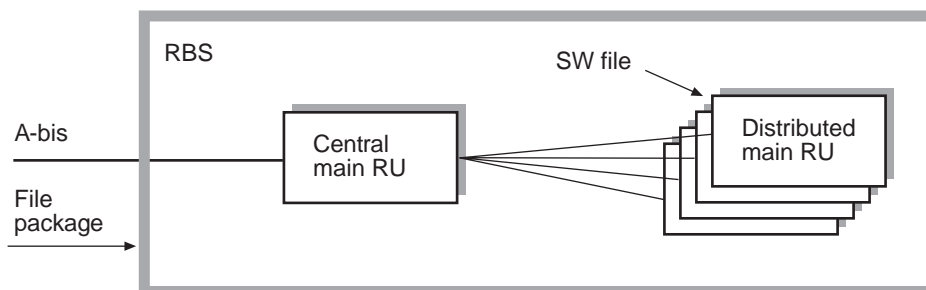 RBS
SW file
A-bis
Central
main RU
Distributed
main RU
File
package